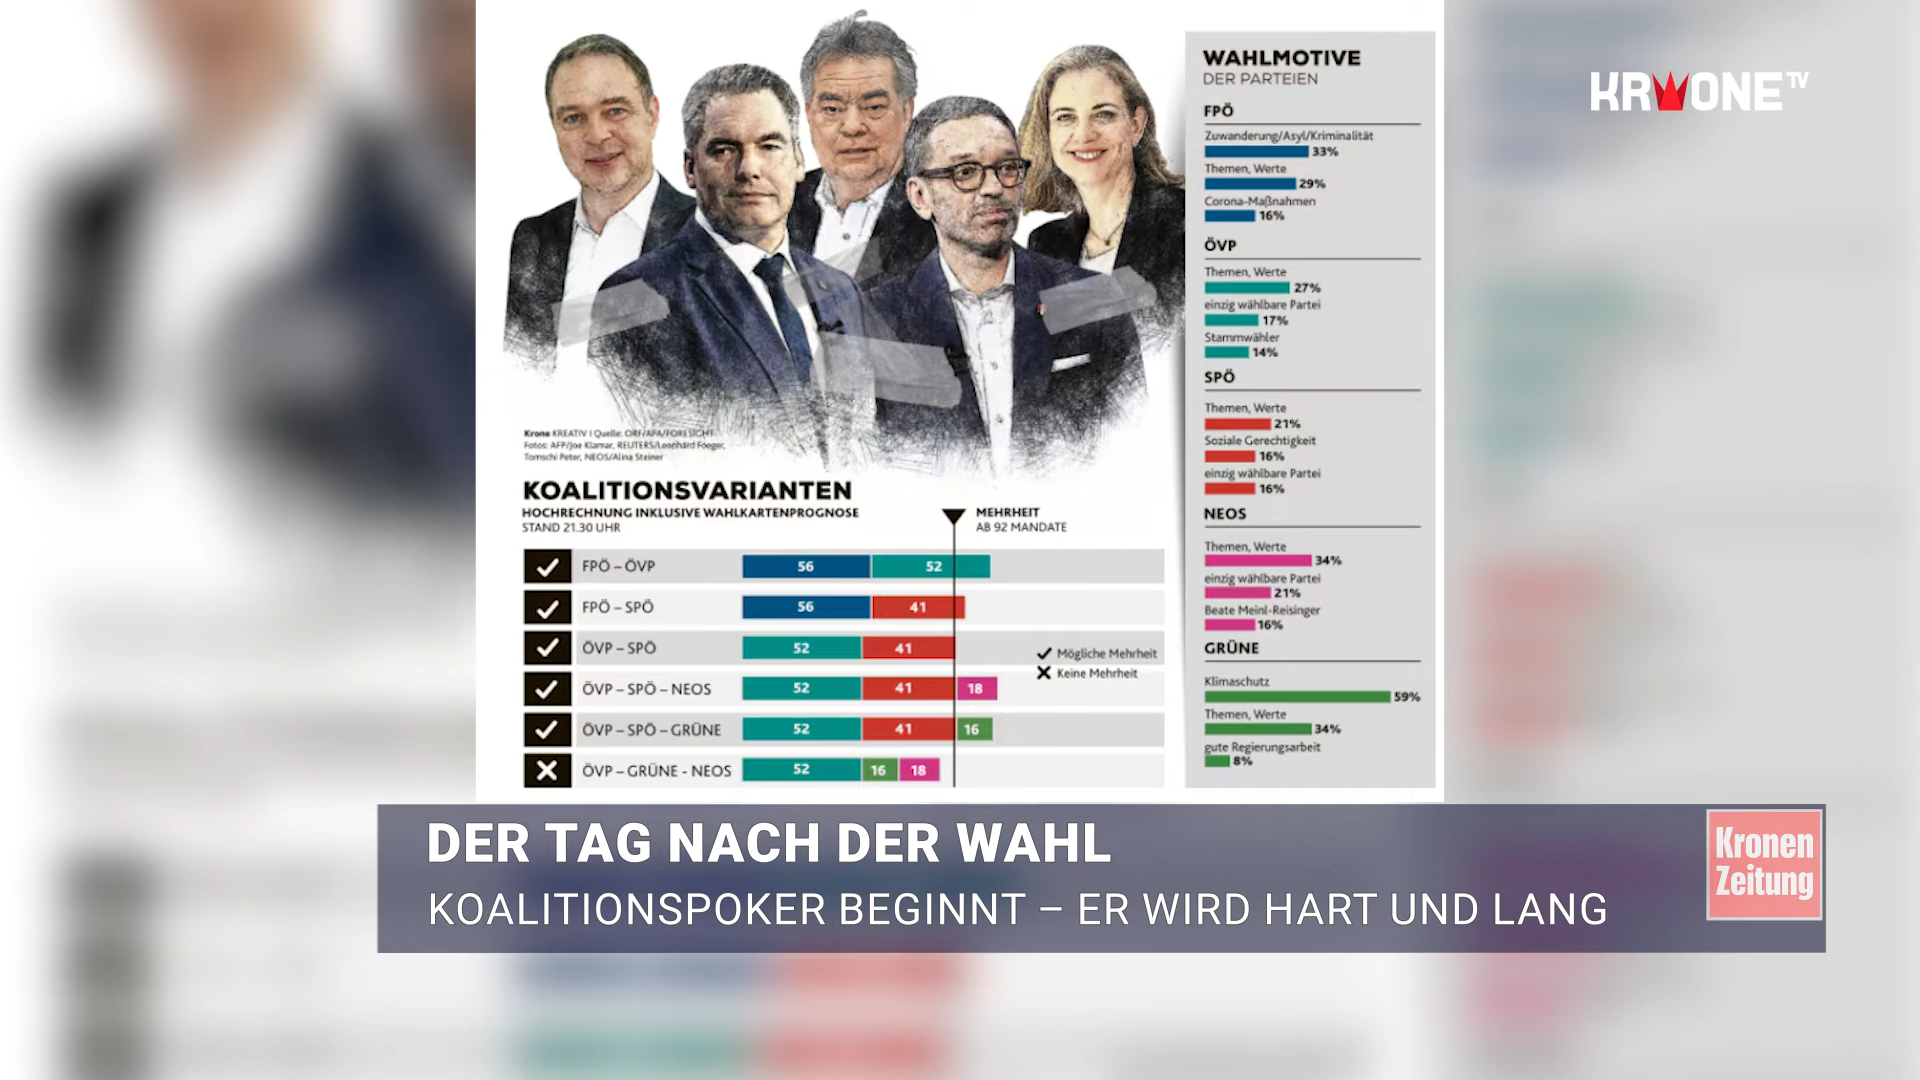 WAHLMOTIVE
DER PARTEIEN
FPÖ
Zuwanderung/Asyl/Kriminalität
33%
Themen, Werte
29%
Corona-Maßnahmen
16%
ÖVP
Themen, Werte
27%
einzig wählbare Partei
17%
Stammwähler
14%
SPÖ
Themen, Werte
21%
Soziale Gerechtigkeit
16%
einzig wählbare Partei
16%
NEOS
Themen, Werte
34%
einzig wählbare Partei
21%
Beate Meinl-Reisinger
16%
GRÜNE
Klimaschutz
59%
Themen, Werte
34%
gute Regierungsarbeit
8%
KRONE TV
Krone KREATIV I Quelle: ORF/APA/FORESIGHT
Fotos: AFP/Joe Klamar, REUTERS/Leonhard Foeger,
Tomschi Peter, NEOS/Alina Steiner
KOALITIONSVARIANTEN
HOCHRECHNUNG INKLUSIVE WAHLKARTENPROGNOSE
STAND 21.30 UHR
MEHRHEIT
AB 92 MANDATE
FPÖ – ÖVP 56 52
FPÖ – SPÖ 56 41
ÖVP – SPÖ 52 41
ÖVP – SPÖ – NEOS 52 41 18
ÖVP – SPÖ – GRÜNE 52 41 16
ÖVP – GRÜNE - NEOS 52 16 18
Mögliche Mehrheit
Keine Mehrheit
DER TAG NACH DER WAHL
KOALITIONSPOKER BEGINNT – ER WIRD HART UND LANG
Kronen
Zeitung